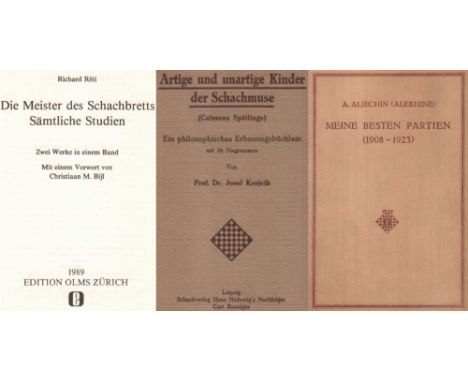 Richard Réti
Die Meister des Schachbretts
Sämtliche Studien
Zwei Werke in einem Band
Mit einem Vorwort von
Christiaan M. Bijl
1989
EDITION OLMS ZÜRICH
Artige und unartige Kinder
der Schachmuse
(Caissens Spätlinge)
Ein philosophisches Erbauungsbüchlein
mit 26 Diagrammen
Von
Prof. Dr. Josef Krejcik
Leipzig
Schachverlag Hans Hedewig's Nachfolger
Curt Ronniger
A. ALJECHIN (ALEKHINE)
MEINE BESTEN PARTIEN
(1908 - 1923)